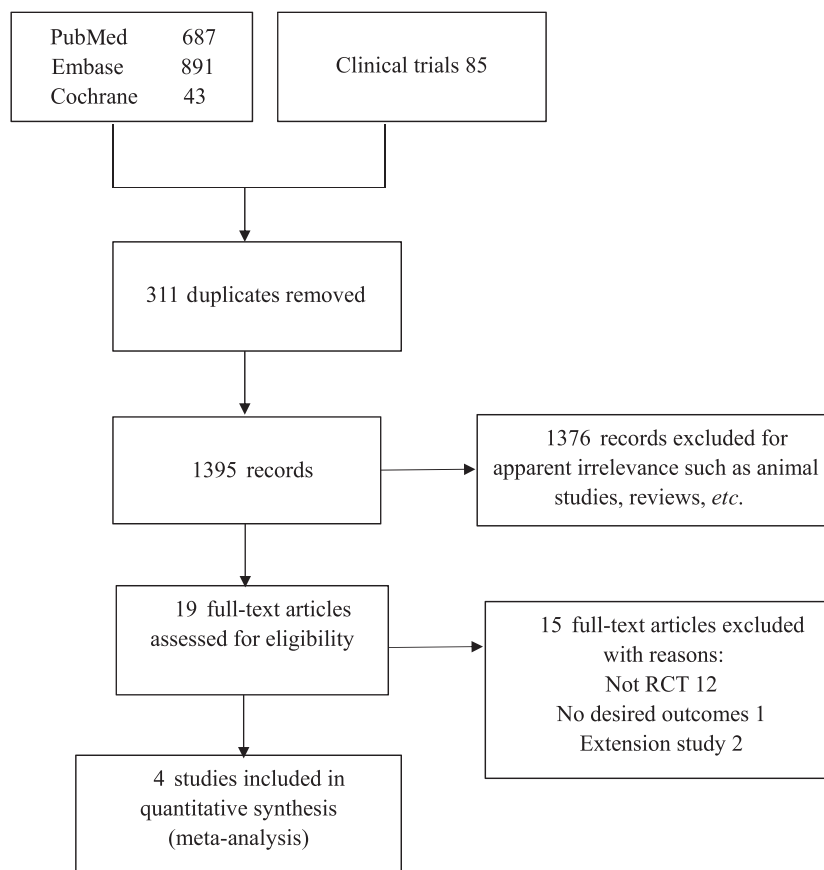 PubMed 687
Embase 891
Cochrane 43
Clinical trials 85
311 duplicates removed
1395 records
1376 records excluded for
apparent irrelevance such as animal
studies, reviews, etc.
19 full-text articles
assessed for eligibility
15 full-text articles excluded
with reasons:
Not RCT 12
No desired outcomes 1
Extension study 2
4 studies included in
quantitative synthesis
(meta-analysis)